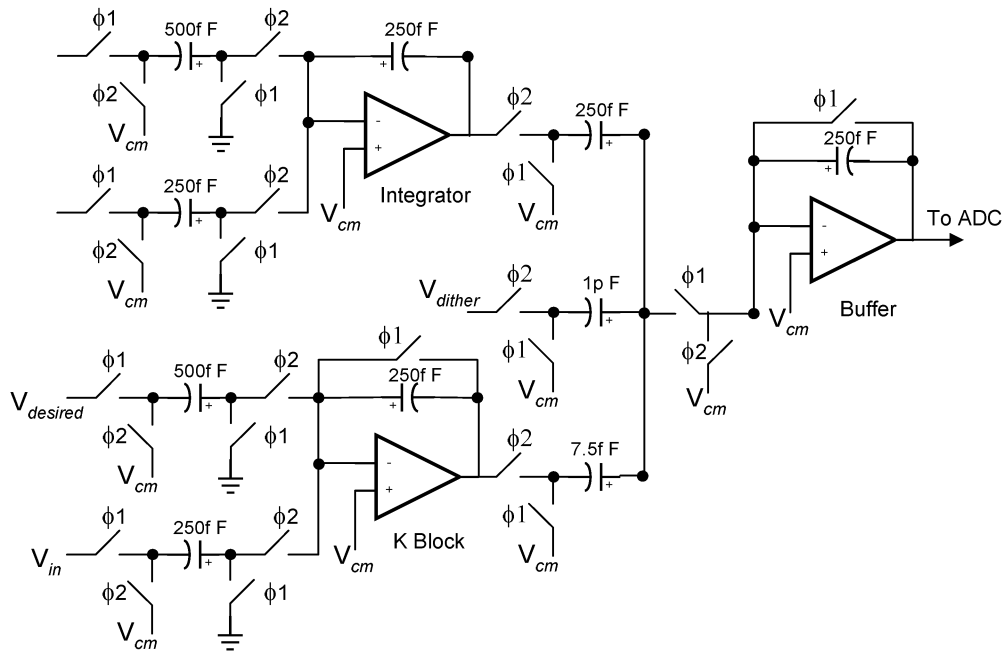 ϕ1
500f F
ϕ2
250f F
+
+
ϕ2
ϕ1
Vcm
-
+
ϕ2
250f F
+
ϕ1
250f F
+
ϕ1
250f F
+
ϕ2
Integrator
Vcm
ϕ1
Vcm
-
+
To ADC
ϕ2
ϕ1
Vcm
Vdither
ϕ2
1p F
+
ϕ1
Vcm
Buffer
ϕ1
Vcm
ϕ2
Vcm
ϕ1
500f F
+
ϕ2
ϕ1
250f F
+
Vdesired
ϕ2
ϕ1
Vcm
-
+
ϕ2
7.5f F
+
ϕ1
250f F
+
ϕ2
K Block
ϕ1
Vcm
Vin
Vcm
ϕ2
ϕ1
Vcm